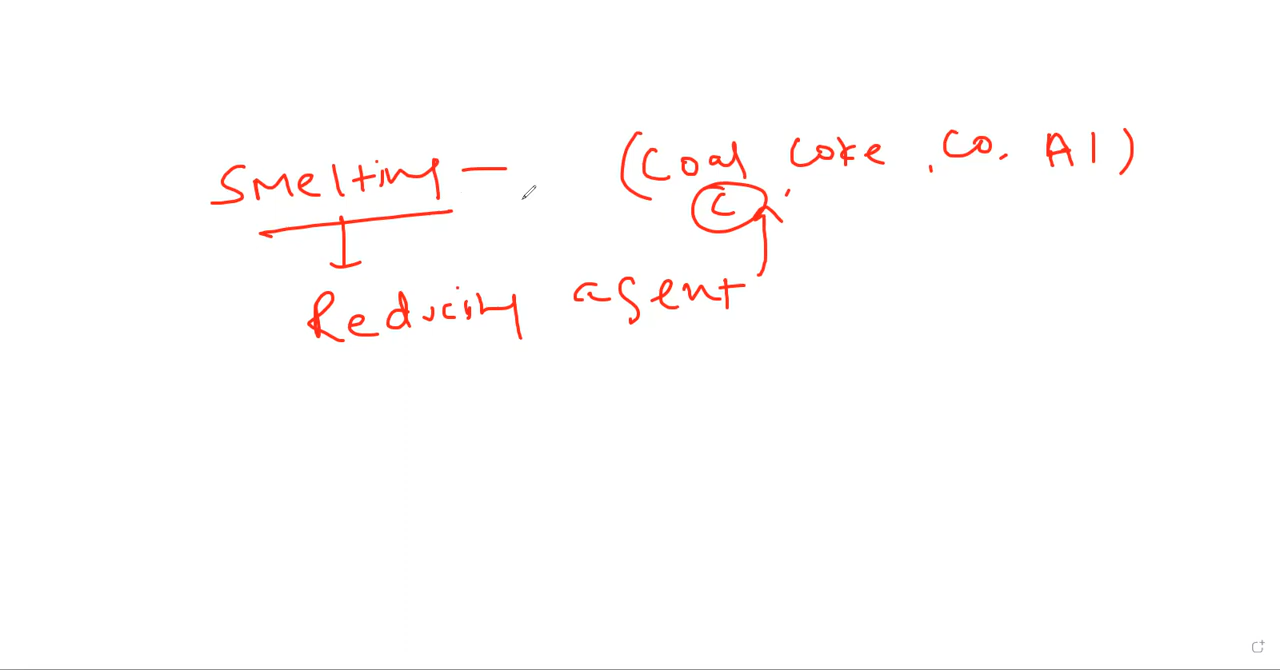 Smelting — (Coal, Coke, CO, Al)
C
Reducing agent